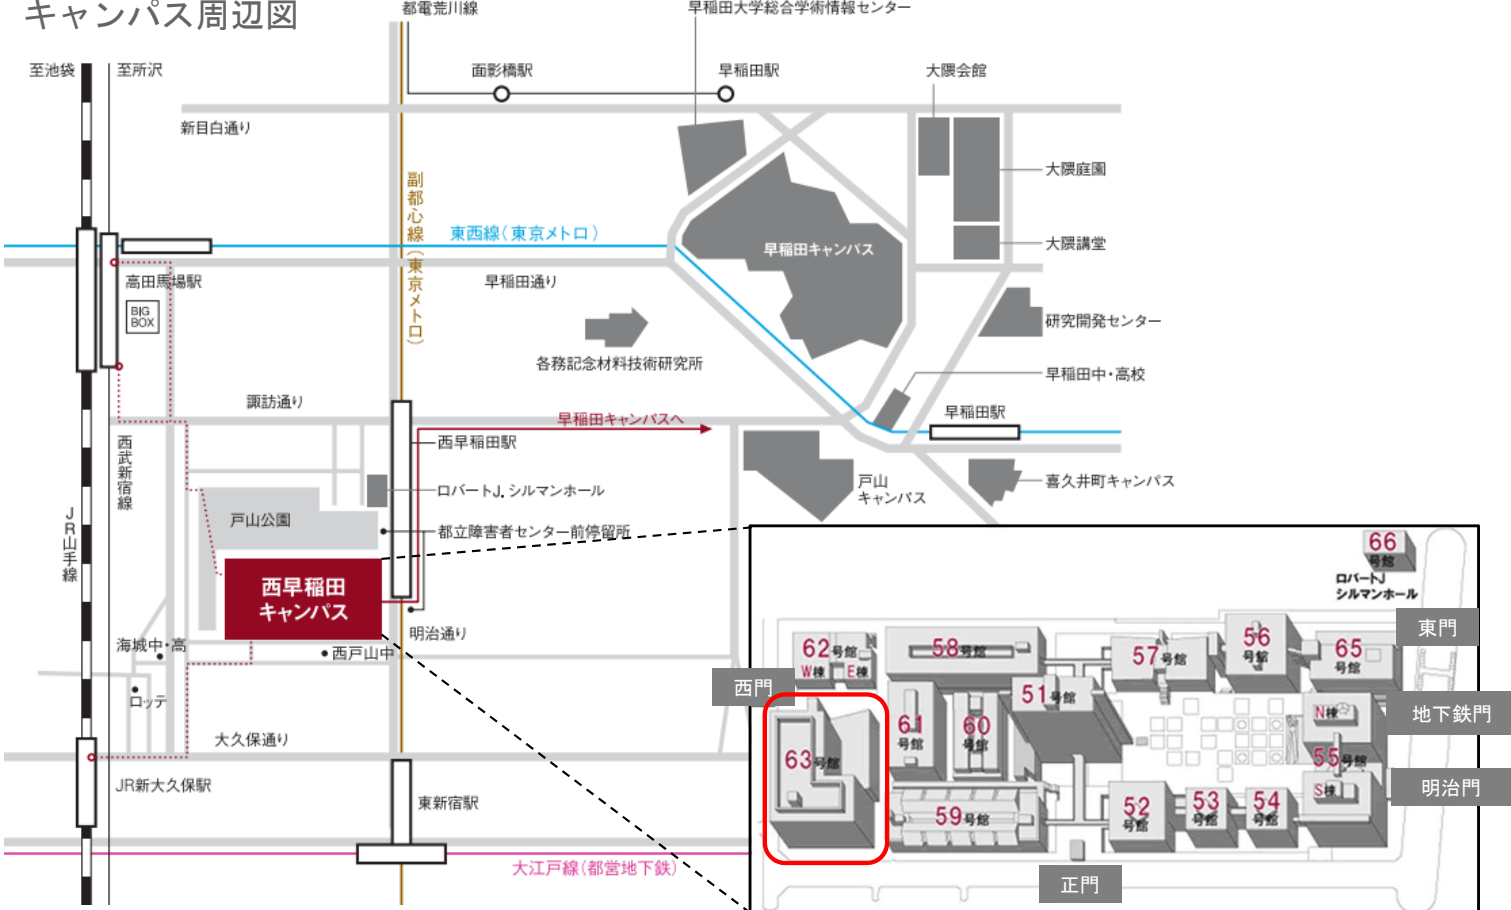 キャンパス周辺図
都電荒川線
早稲田大学総合学術情報センター
至池袋
至所沢
面影橋駅
早稲田駅
大隈会館
新目白通り
大隈庭園
副都心線(東京メトロ)
東西線(東京メトロ)
早稲田キャンパス
大隈講堂
高田馬場駅
早稲田通り
BIG
BOX
研究開発センター
各務記念材料技術研究所
早稲田中・高校
諏訪通り
早稲田キャンパスへ
早稲田駅
西武新宿線
西早稲田駅
戸山
キャンパス
喜久井町キャンパス
ロバートJ.シルマンホール
JR山手線
戸山公園
都立障害者センター前停留所
西早稲田
キャンパス
明治通り
海城中・高
西戸山中
ロッテ
大久保通り
JR新大久保駅
東新宿駅
大江戸線(都営地下鉄)
66
号館
ロバートJ
シルマンホール
東門
62号館
W棟 E棟
58号館
57号館
56
号館
65
号館
西門
51号館
61
号館
60
号館
N棟
地下鉄門
63号館
55号館
S棟
明治門
59号館
52
号館
53
号館
54
号館
正門